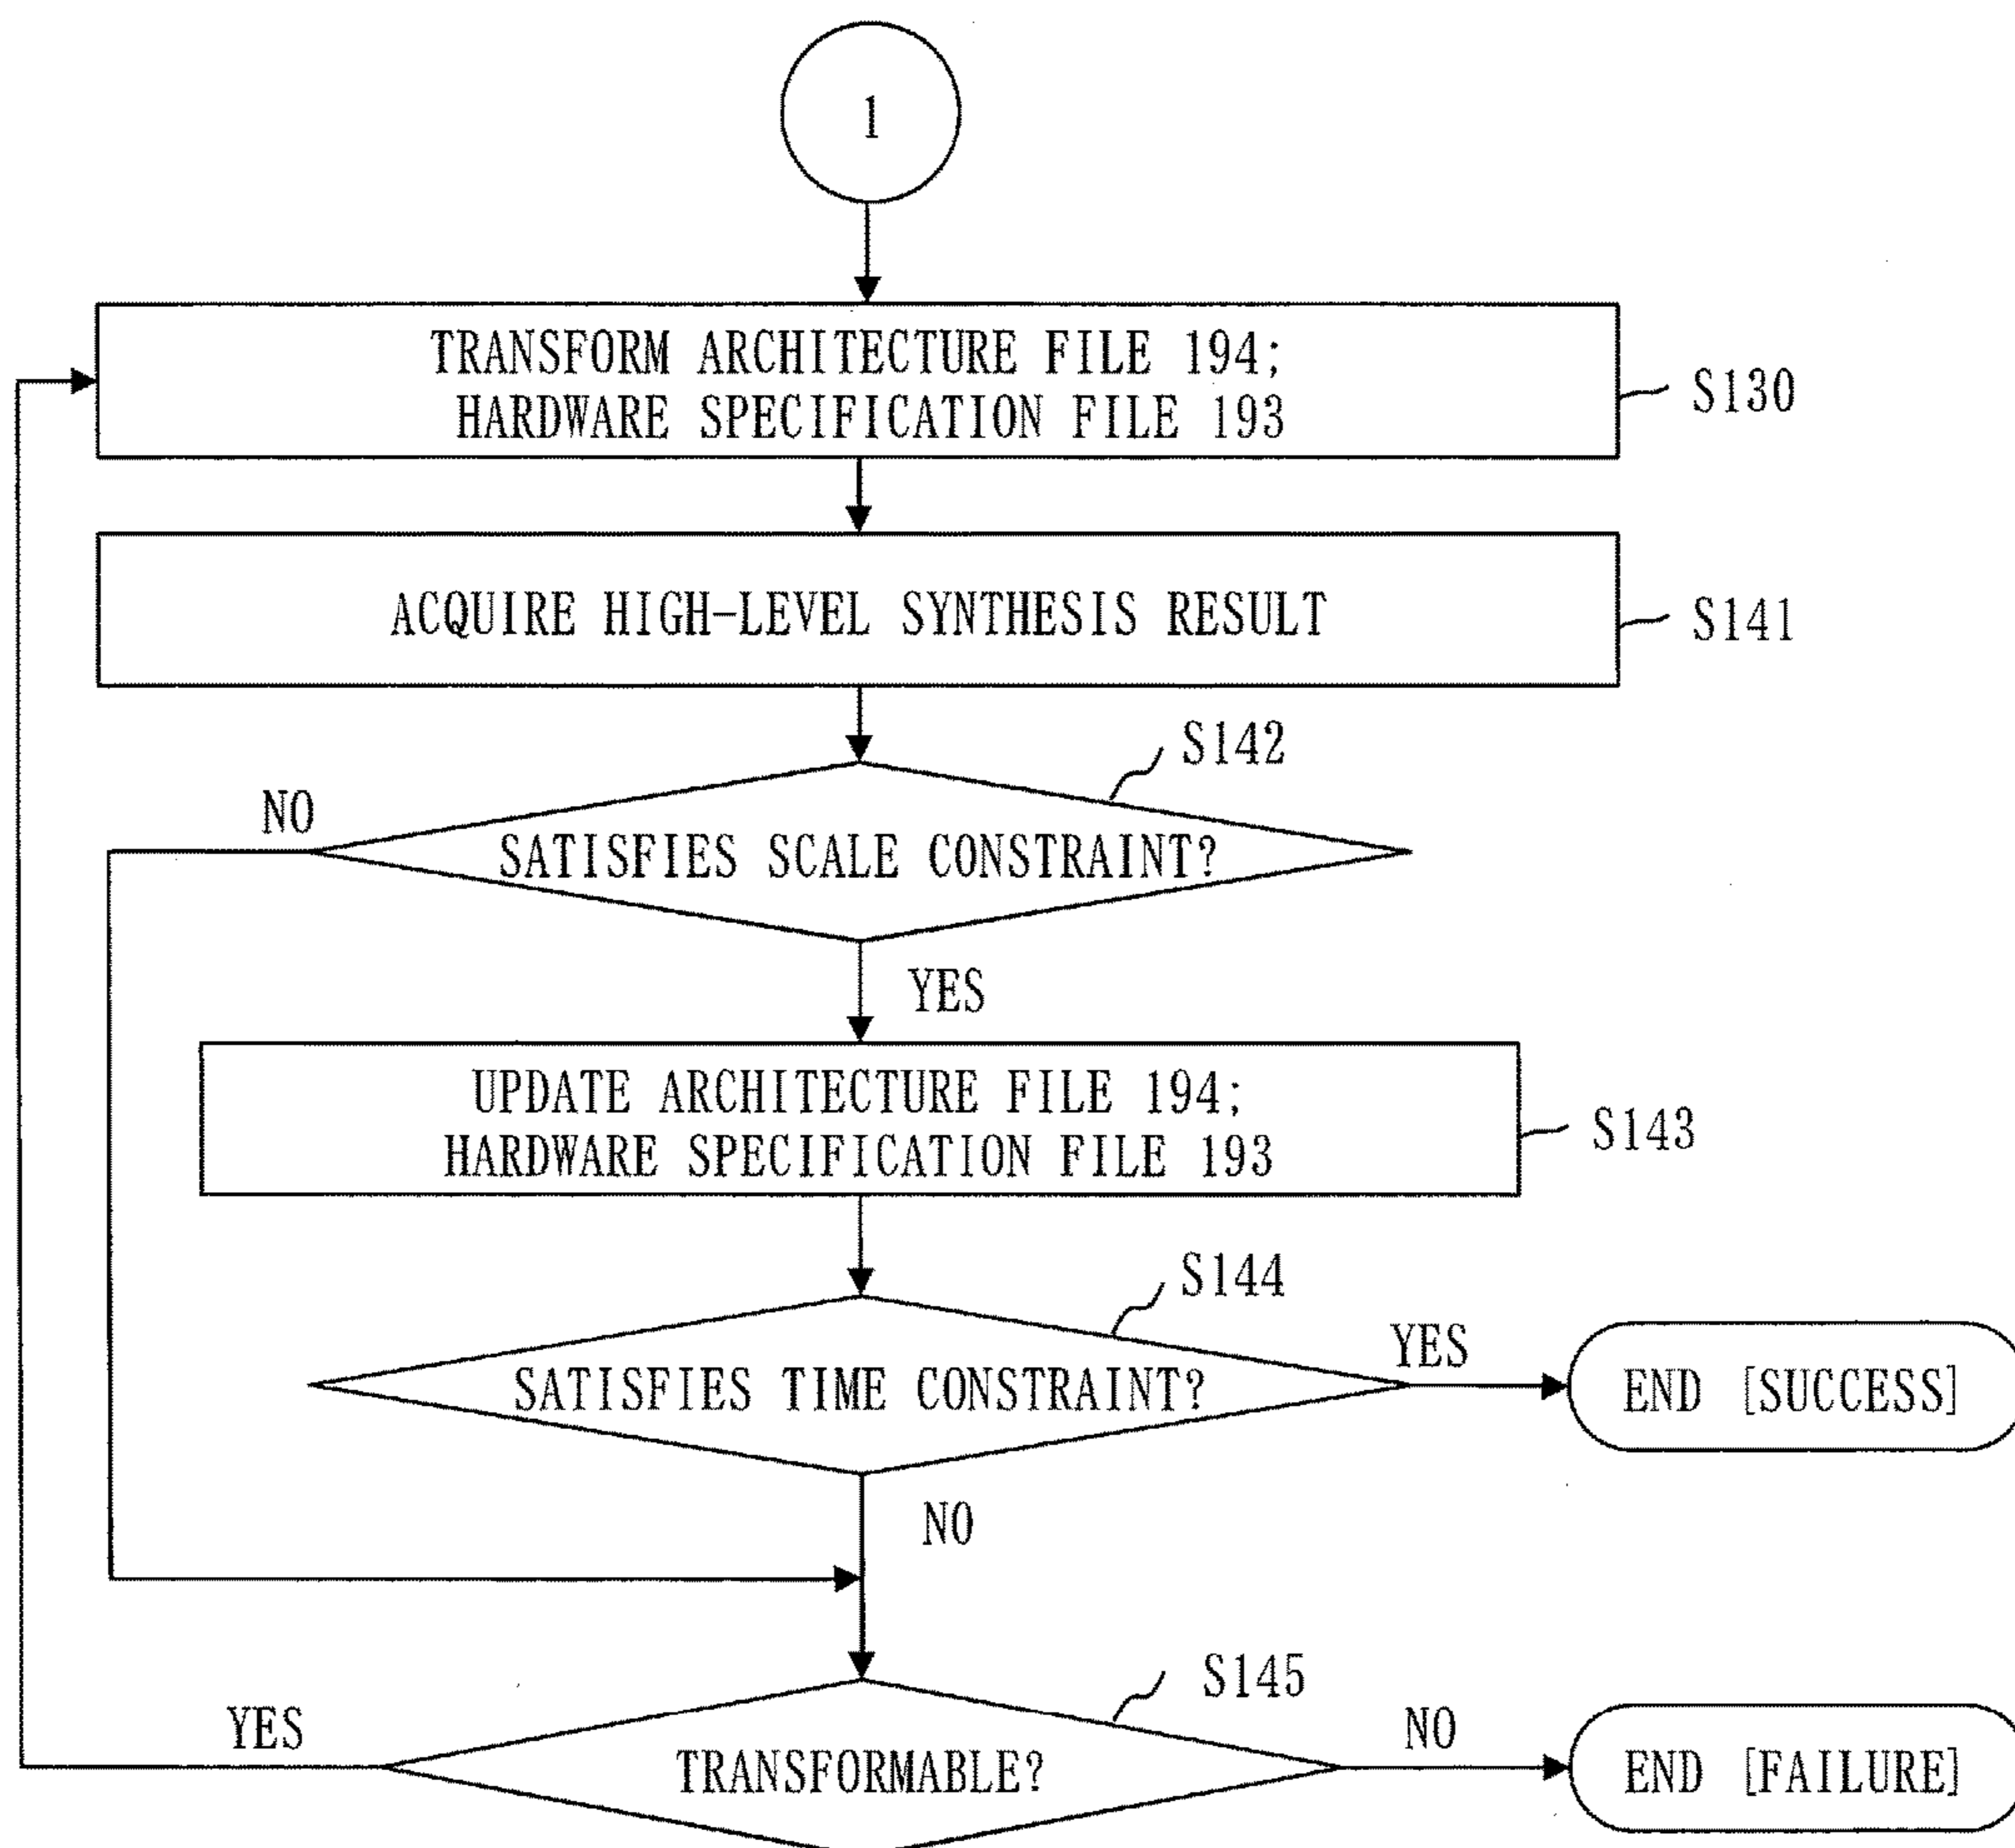 1
TRANSFORM ARCHITECTURE FILE 194;
HARDWARE SPECIFICATION FILE 193
S130
ACQUIRE HIGH-LEVEL SYNTHESIS RESULT
S141
S142
NO
SATISFIES SCALE CONSTRAINT?
YES
UPDATE ARCHITECTURE FILE 194;
HARDWARE SPECIFICATION FILE 193
S143
S144
YES
SATISFIES TIME CONSTRAINT?
END [SUCCESS]
NO
S145
YES
NO
TRANSFORMABLE?
END [FAILURE]